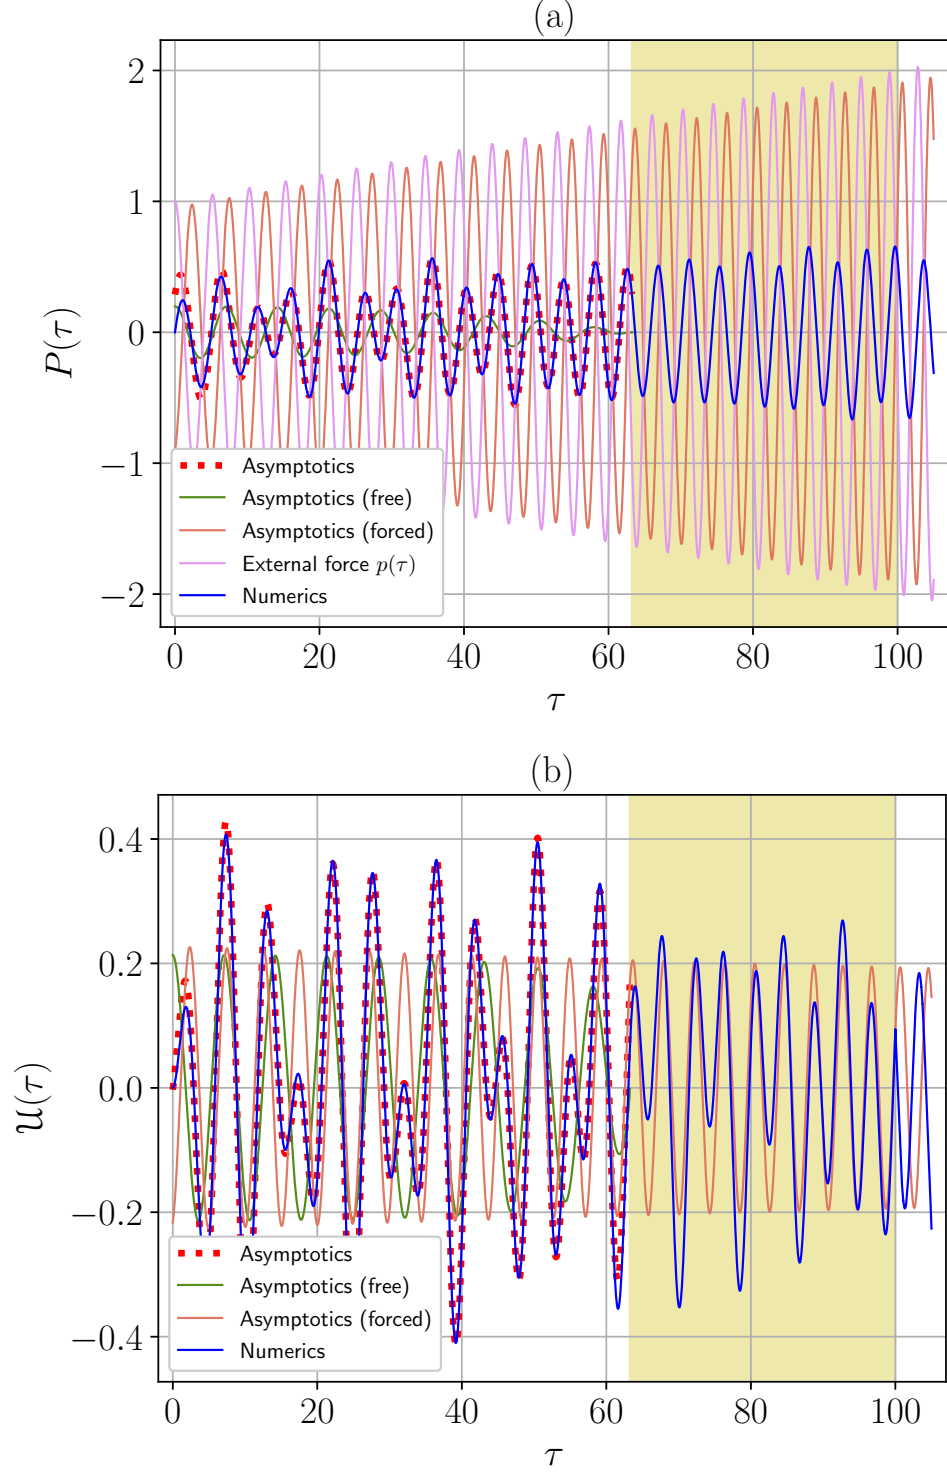 (a)
2
1
0
−1
−2
P(τ)
Asymptotics
Asymptotics (free)
Asymptotics (forced)
External force p(τ)
Numerics
0 20 40 60 80 100
τ
(b)
0.4
0.2
0.0
−0.2
−0.4
𝒰(τ)
Asymptotics
Asymptotics (free)
Asymptotics (forced)
Numerics
0 20 40 60 80 100
τ